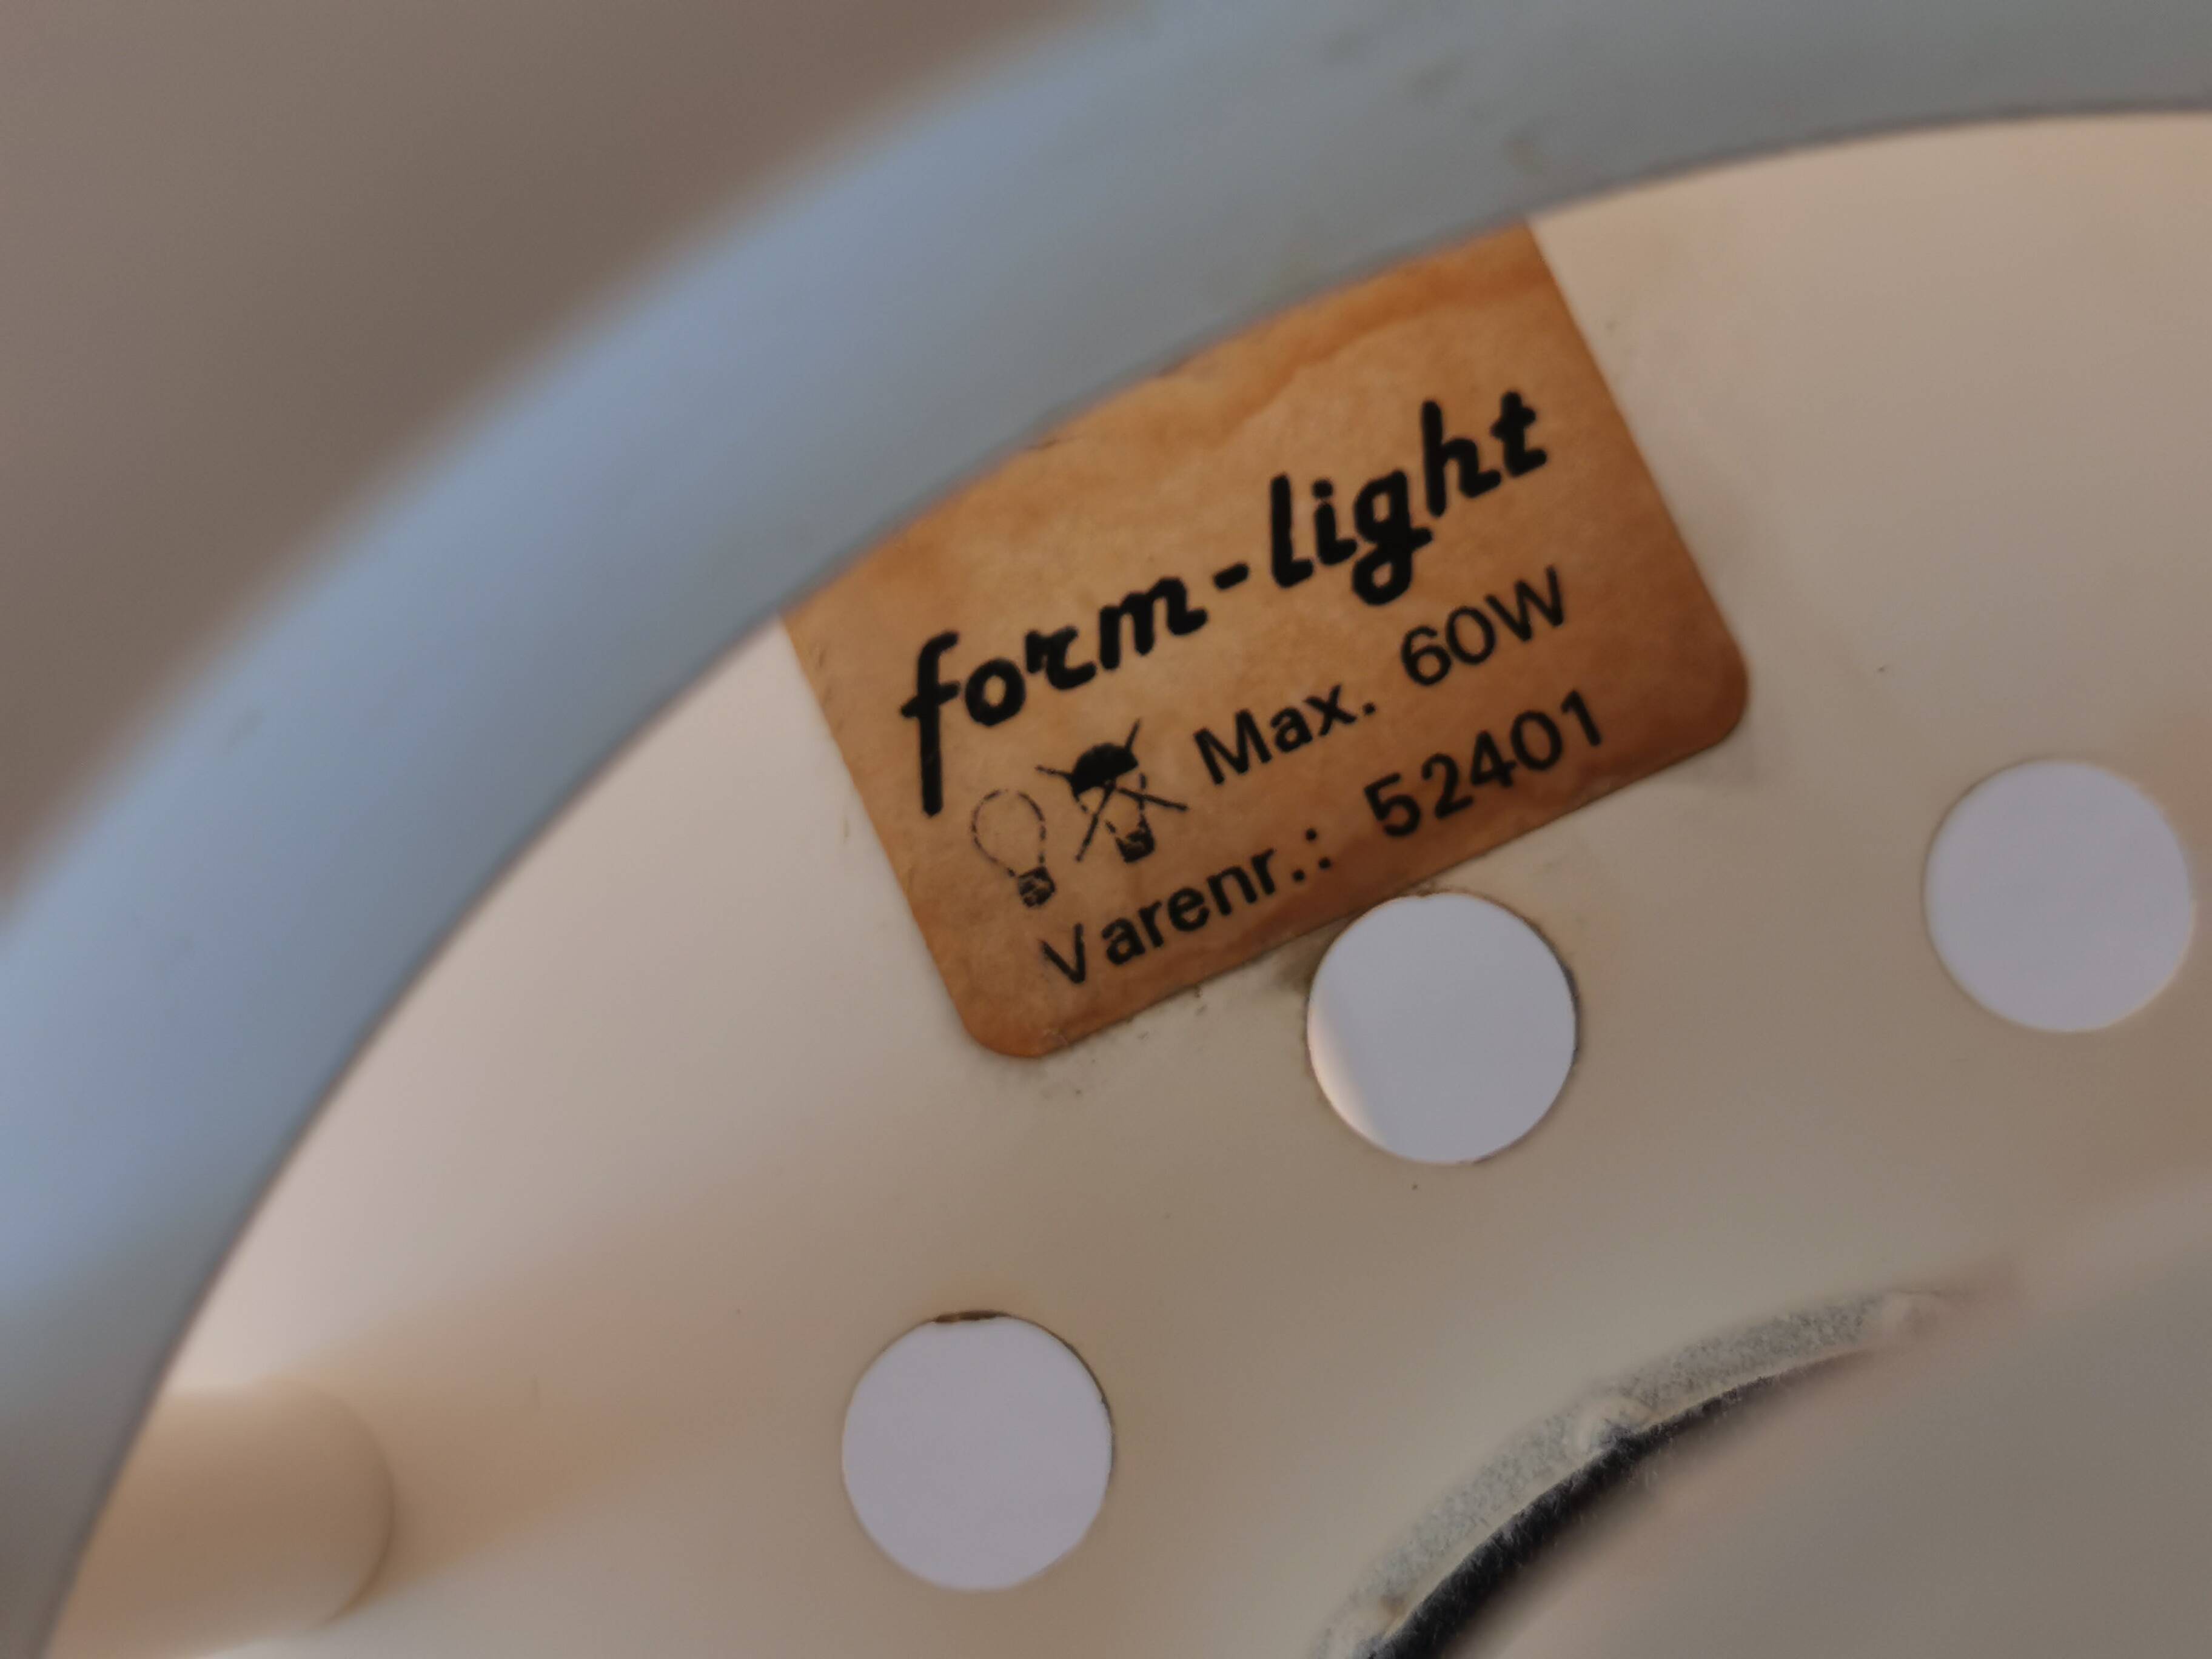 form-light
Max. 60W
Varenr.: 52401